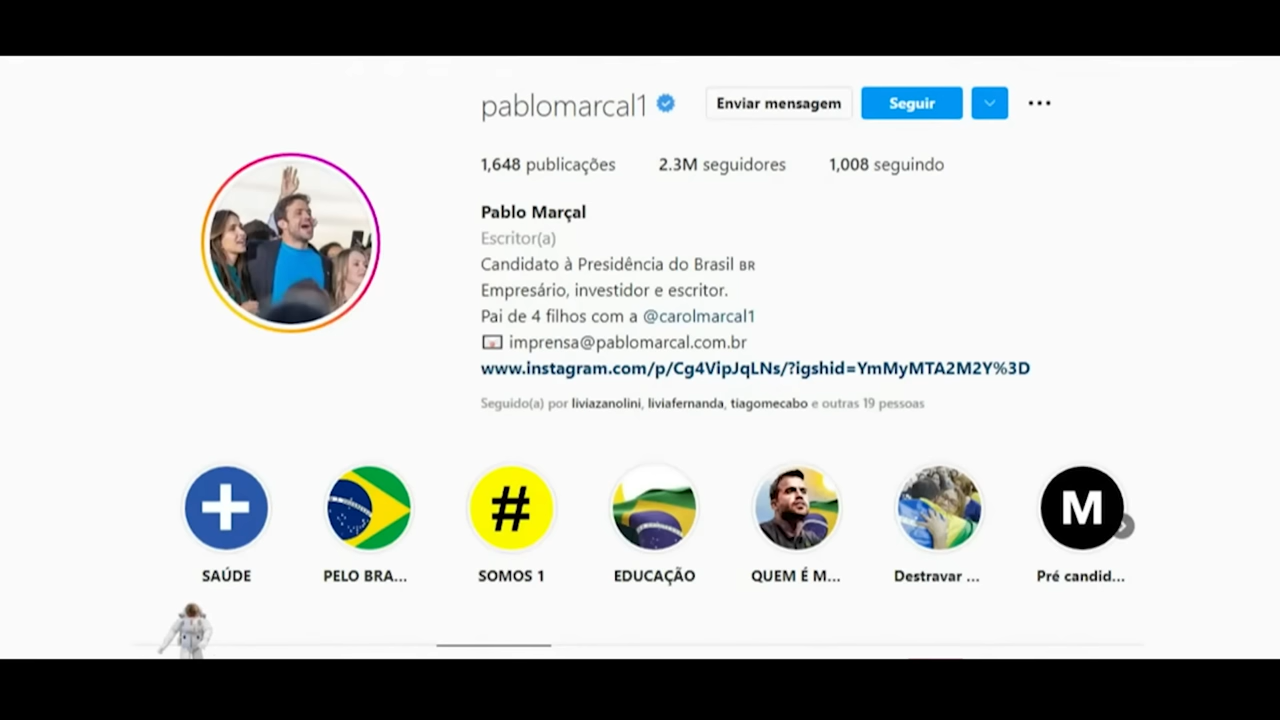 pablomarcal1 Enviar mensagem Seguir
1,648 publicações 2.3M seguidores 1,008 seguindo
Pablo Marçal
Escritor(a)
Candidato à Presidência do Brasil BR
Empresário, investidor e escritor.
Pai de 4 filhos com a @carolmarcal1
imprensa@pablomarcal.com.br
www.instagram.com/p/Cg4VipJqLNs/?igshid=YmMyMTA2M2Y%3D
Seguido(a) por liviazanolini, liviafernanda, tiagomecabo e outras 19 pessoas
# M
SAÚDE PELO BRA... SOMOS 1 EDUCAÇÃO QUEM É M... Destravar ... Pré candid...